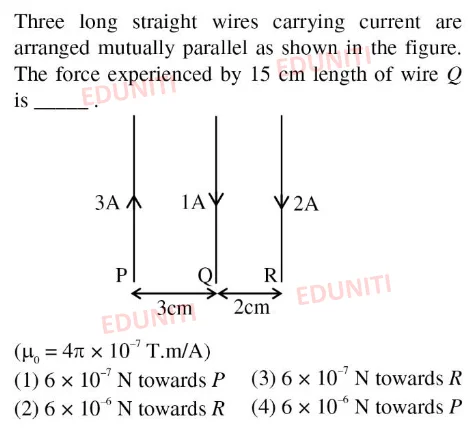 Three long straight wires carrying current are
arranged mutually parallel as shown in the figure.
The force experienced by 15 cm length of wire Q
is _____ .
EDUNITI
EDUNITI
3A 1A 2A
P Q R
3cm 2cm
EDUNITI
EDUNITI
(μ₀ = 4π × 10⁻⁷ T.m/A)
(1) 6 × 10⁻⁷ N towards P (3) 6 × 10⁻⁷ N towards R
(2) 6 × 10⁻⁶ N towards R (4) 6 × 10⁻⁶ N towards P